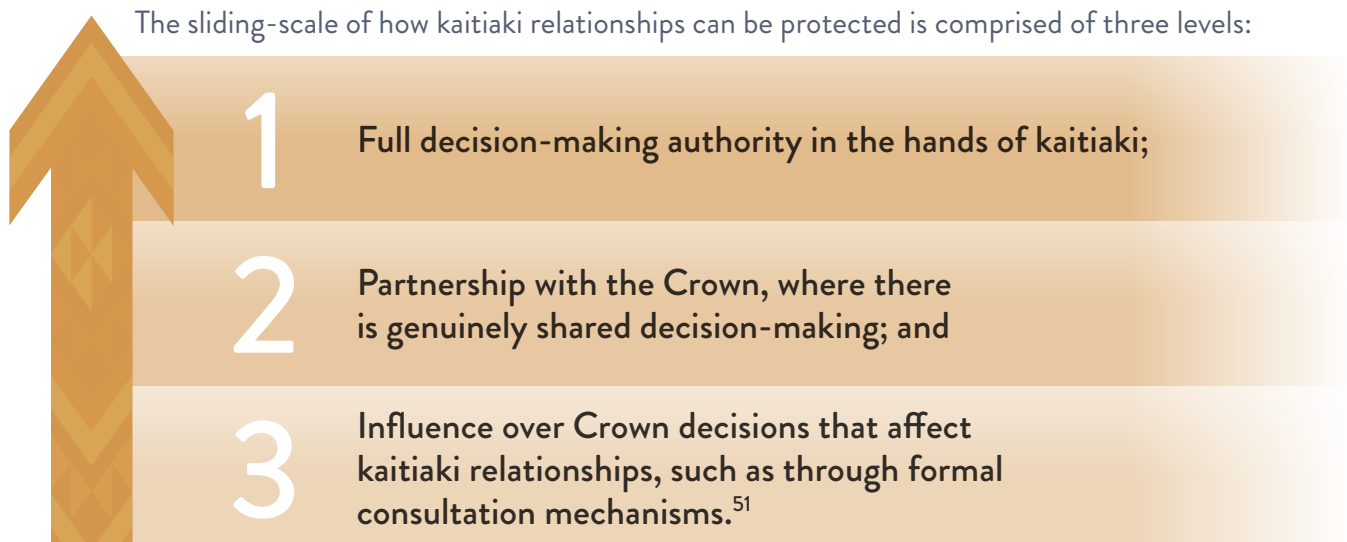 The sliding-scale of how kaitiaki relationships can be protected is comprised of three levels:
1
Full decision-making authority in the hands of kaitiaki;
2
Partnership with the Crown, where there
is genuinely shared decision-making; and
3
Influence over Crown decisions that affect
kaitiaki relationships, such as through formal
consultation mechanisms.51